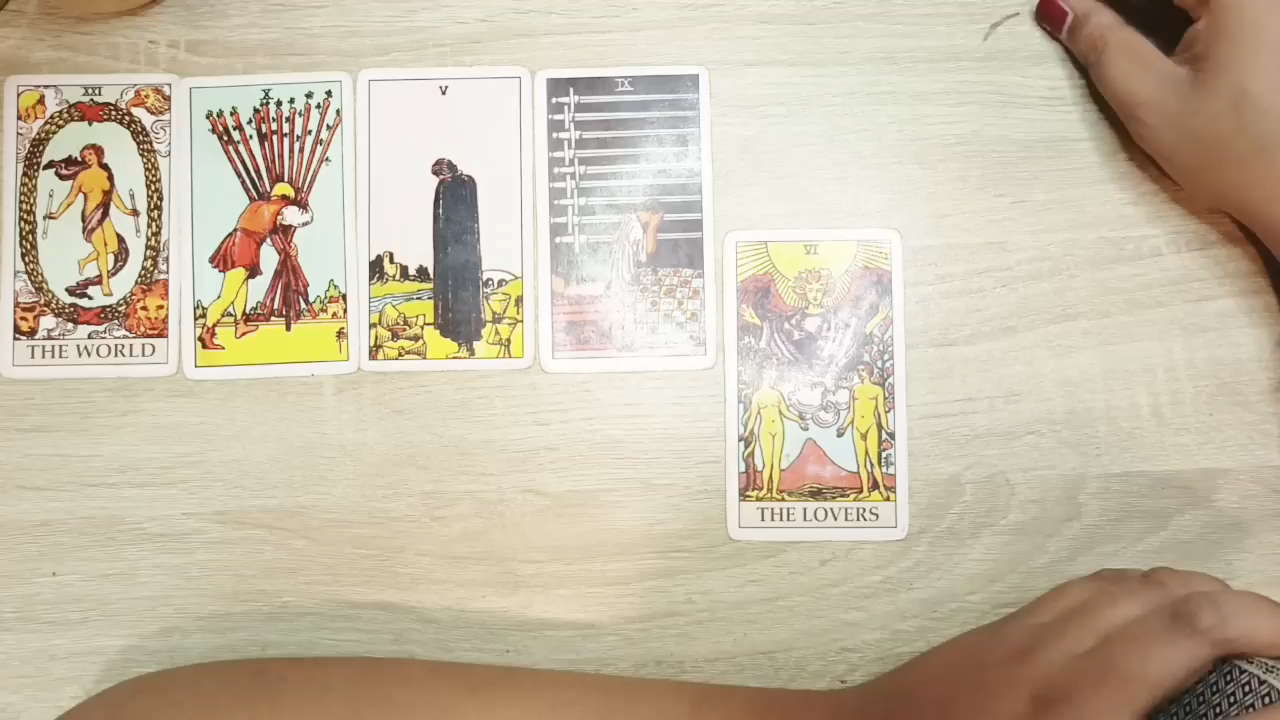 XXI
THE WORLD
X
V
IX
VI
THE LOVERS